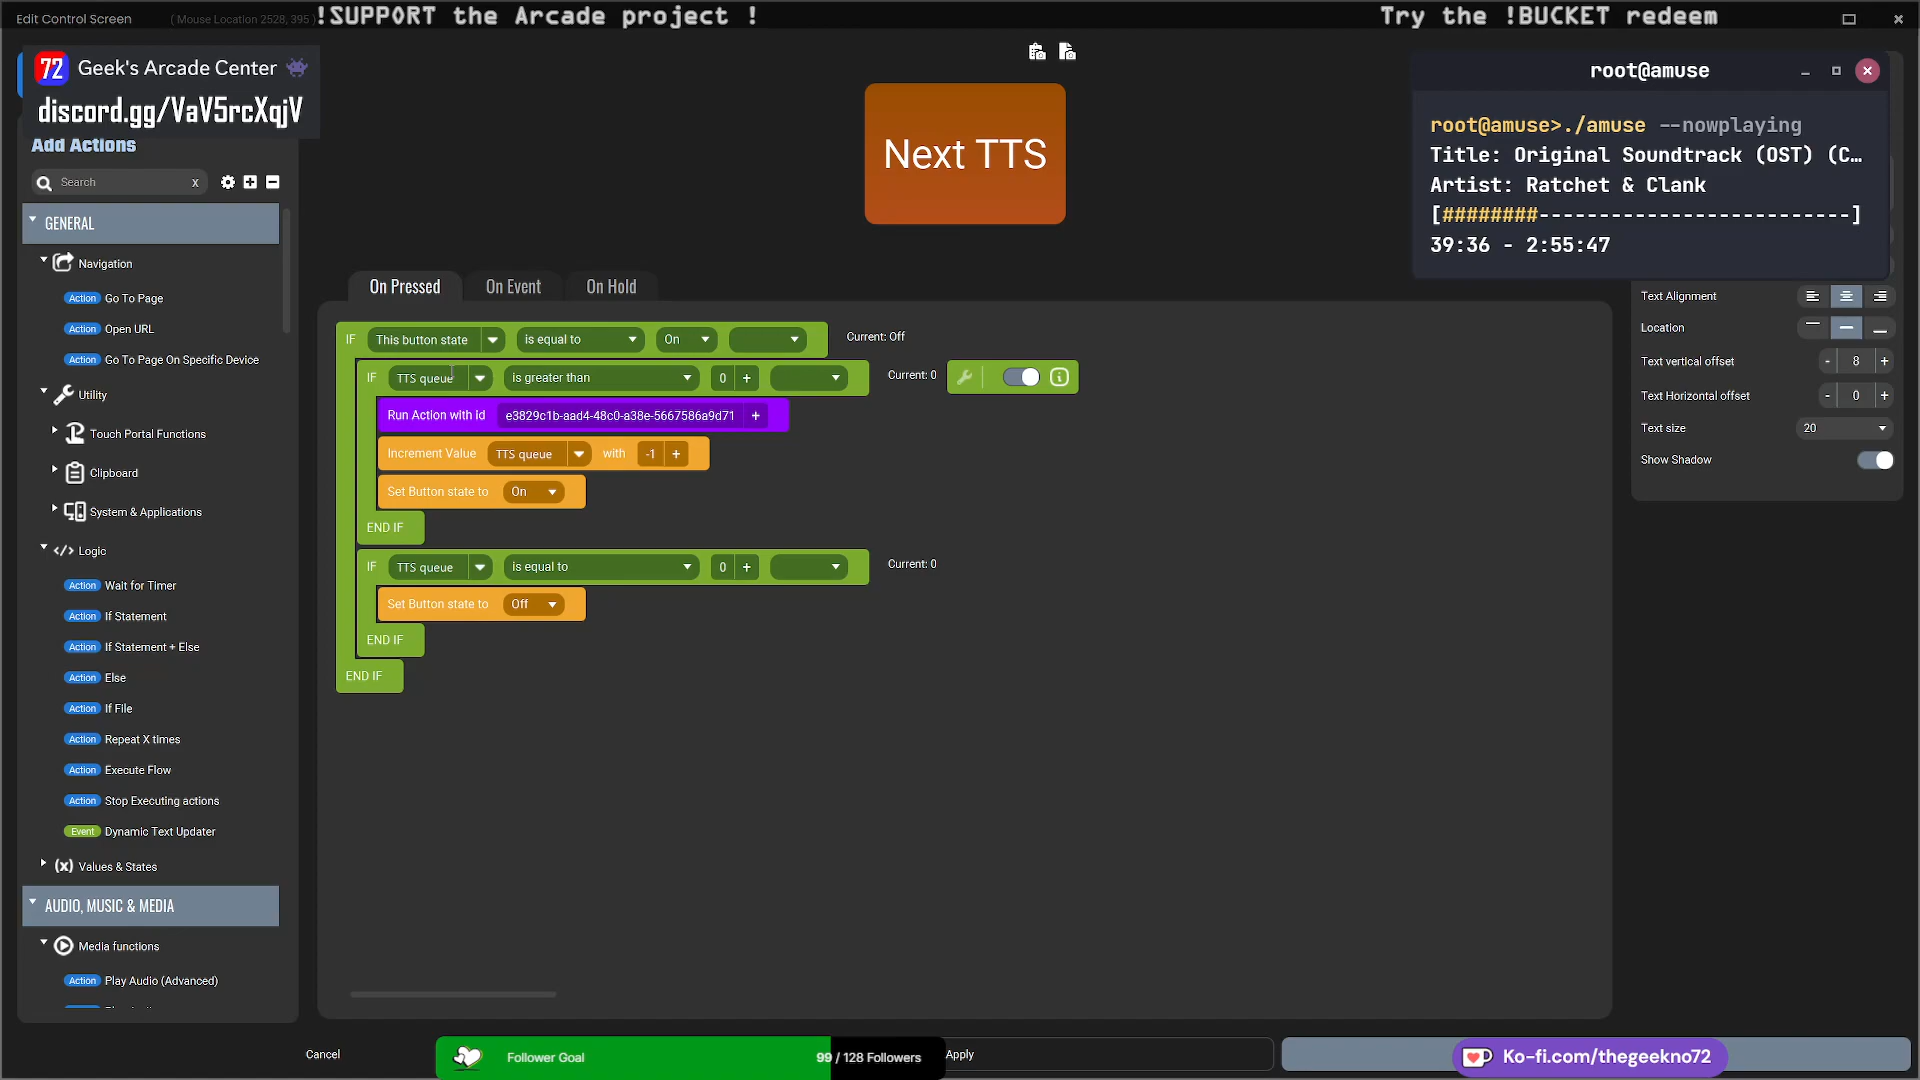 Edit Control Screen
( Mouse Location 2528, 395 )
!SUPPORT the Arcade project !
Try the !BUCKET redeem
72 Geek's Arcade Center
discord.gg/VaV5rcXqjV
Add Actions
Search
x
GENERAL
Navigation
Action Go To Page
Action Open URL
Action Go To Page On Specific Device
Utility
Touch Portal Functions
Clipboard
System & Applications
Logic
Action Wait for Timer
Action If Statement
Action If Statement + Else
Action Else
Action If File
Action Repeat X times
Action Execute Flow
Action Stop Executing actions
Event Dynamic Text Updater
(x) Values & States
AUDIO, MUSIC & MEDIA
Media functions
Action Play Audio (Advanced)
Next TTS
On Pressed On Event On Hold
IF This button state is equal to On Current: Off
IF TTS queue is greater than 0 + Current: 0
Run Action with id e3829c1b-aad4-48c0-a38e-5667586a9d71 +
Increment Value TTS queue with -1 +
Set Button state to On
END IF
IF TTS queue is equal to 0 + Current: 0
Set Button state to Off
END IF
END IF
root@amuse
root@amuse>./amuse --nowplaying
Title: Original Soundtrack (OST) (C…
Artist: Ratchet & Clank
[########--------------------------]
39:36 - 2:55:47
Text Alignment
Location
Text vertical offset - 8 +
Text Horizontal offset - 0 +
Text size 20
Show Shadow
Cancel
Follower Goal 99 / 128 Followers
Apply
Ko-fi.com/thegeekno72